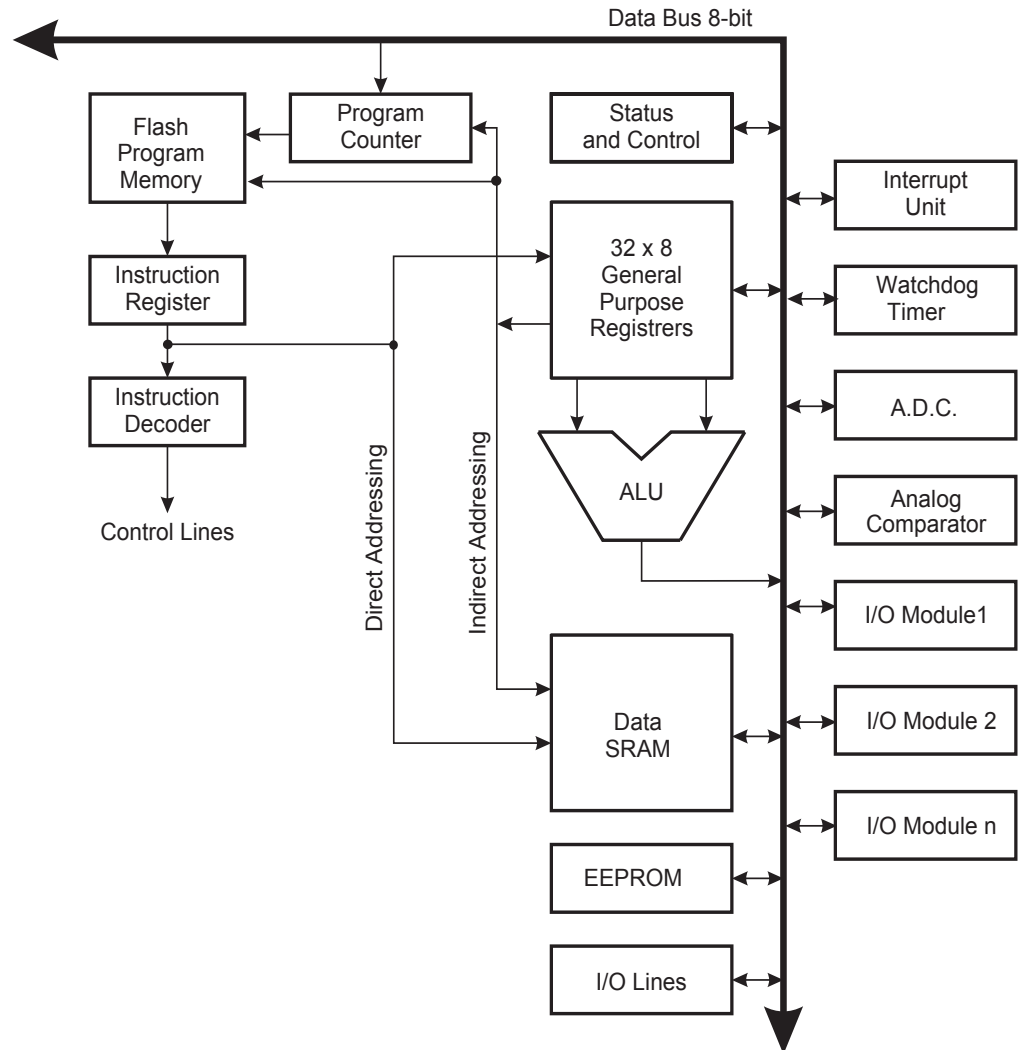 Data Bus 8-bit
Flash
Program
Memory
Program
Counter
Status
and Control
Interrupt
Unit
32 x 8
General
Purpose
Registrers
Instruction
Register
Watchdog
Timer
Instruction
Decoder
A.D.C.
Direct Addressing
Indirect Addressing
ALU
Analog
Comparator
Control Lines
I/O Module1
Data
SRAM
I/O Module 2
I/O Module n
EEPROM
I/O Lines